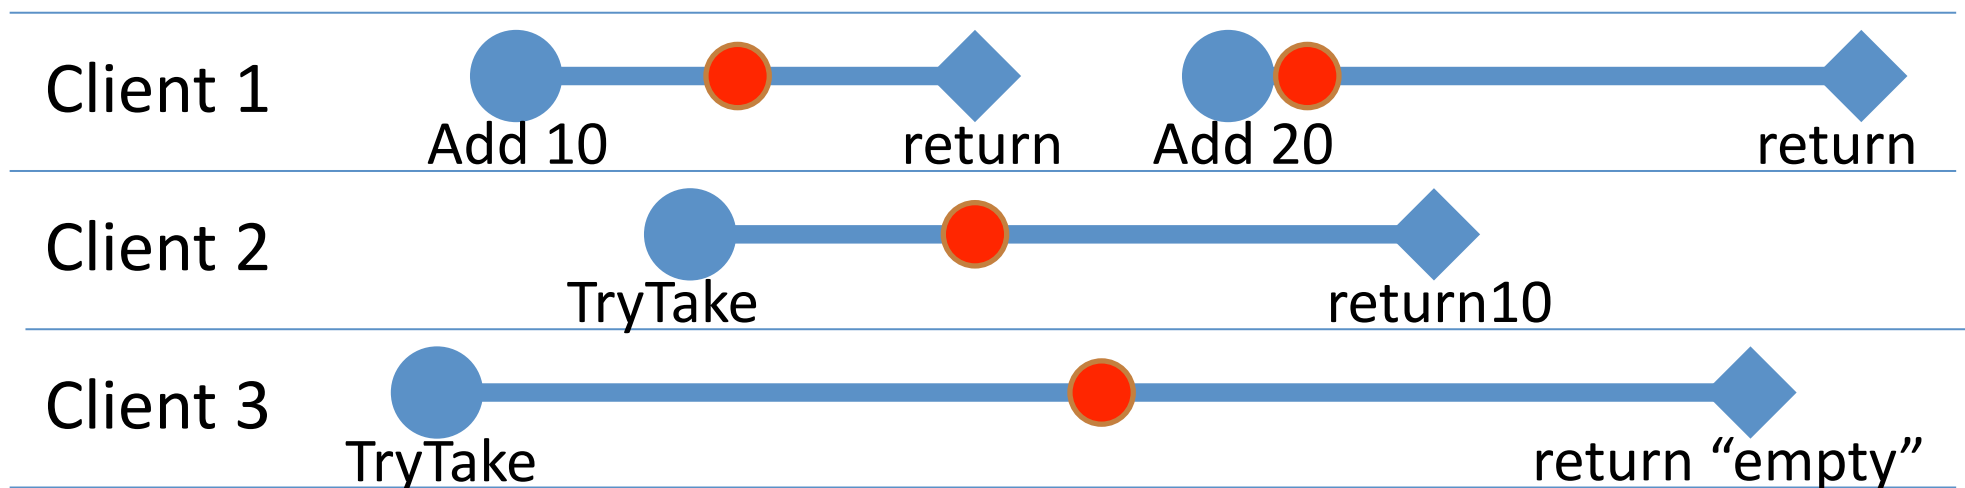 Client 1
Add 10 return Add 20 return
Client 2
TryTake return10
Client 3
TryTake return “empty”